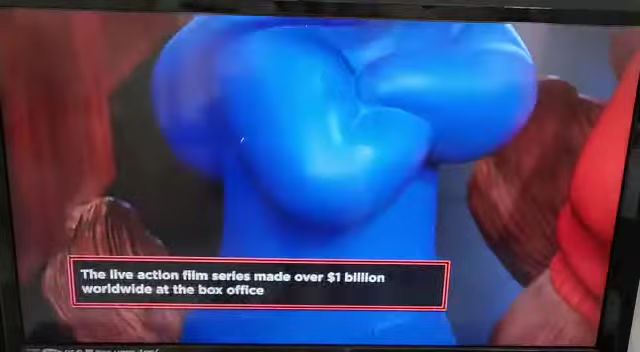 The live action film series made over $1 billion
worldwide at the box office